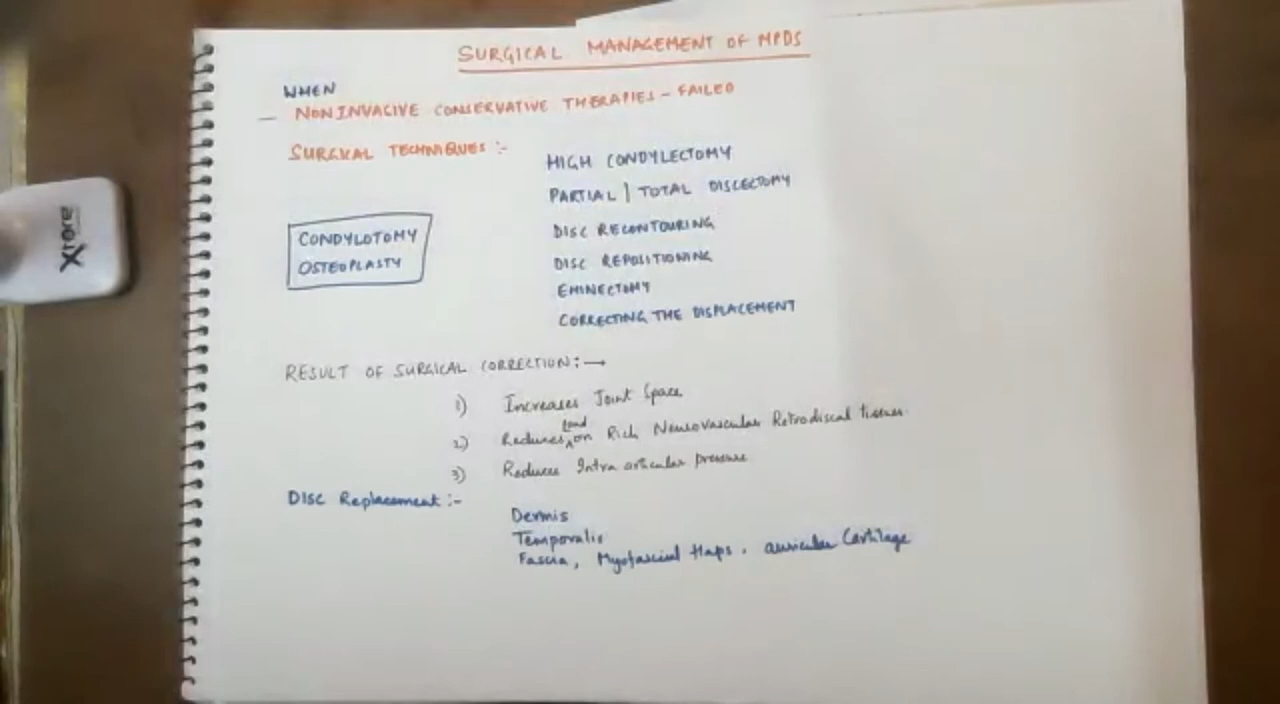 SURGICAL MANAGEMENT OF MPDS
WHEN
- NONINVACIVE CONSERVATIVE THERAPIES - FAILED
SURGICAL TECHNIQUES :-
HIGH CONDYLECTOMY
PARTIAL | TOTAL DISCECTOMY
CONDYLOTOMY
OSTEOPLASTY
DISC RECONTOURING
DISC REPOSITIONING
EMINECTOMY
CORRECTING THE DISPLACEMENT
RESULT OF SURGICAL CORRECTION :→
1) Increases Joint Space
2) Reduces load on Rich Neurovascular Retrodiscal tissues.
3) Reduces Intra articular pressure
Disc Replacement :-
Dermis
Temporalis
Fascia, Myofascial flaps, auricular Cartilage
Xtore